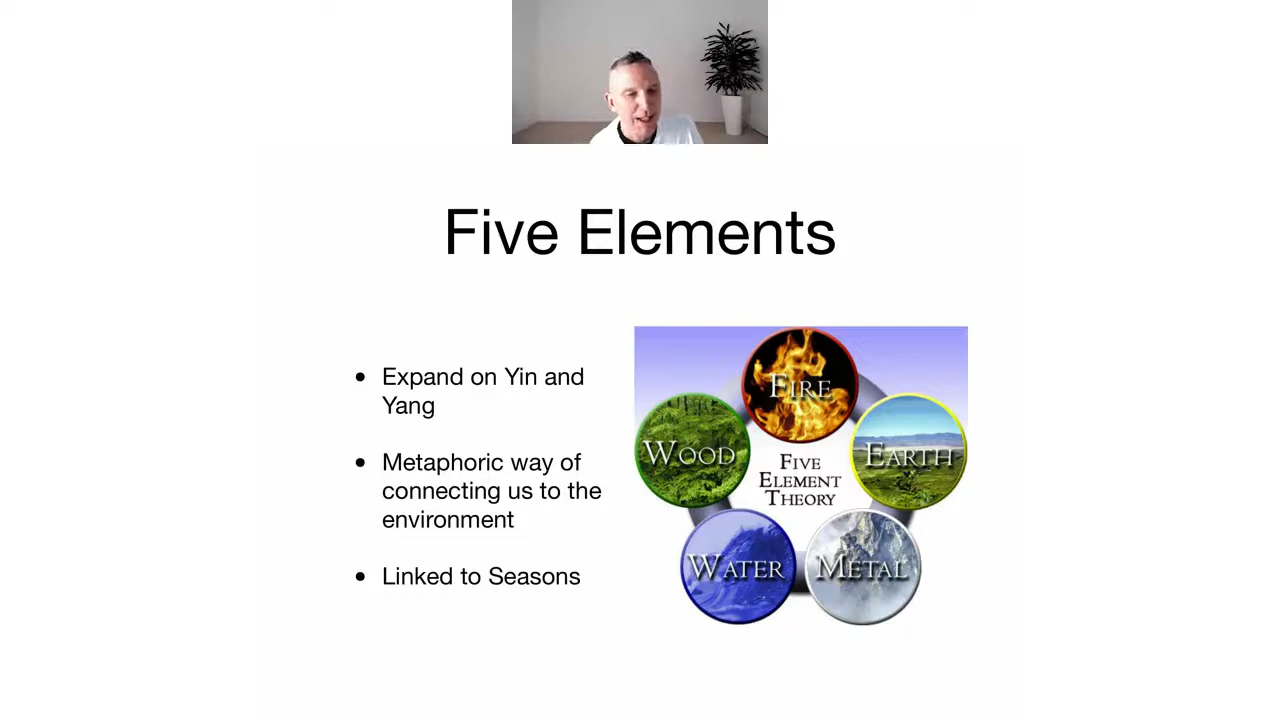 Five Elements
• Expand on Yin and
Yang
• Metaphoric way of
connecting us to the
environment
• Linked to Seasons
FIRE
WOOD
EARTH
FIVE
ELEMENT
THEORY
WATER
METAL